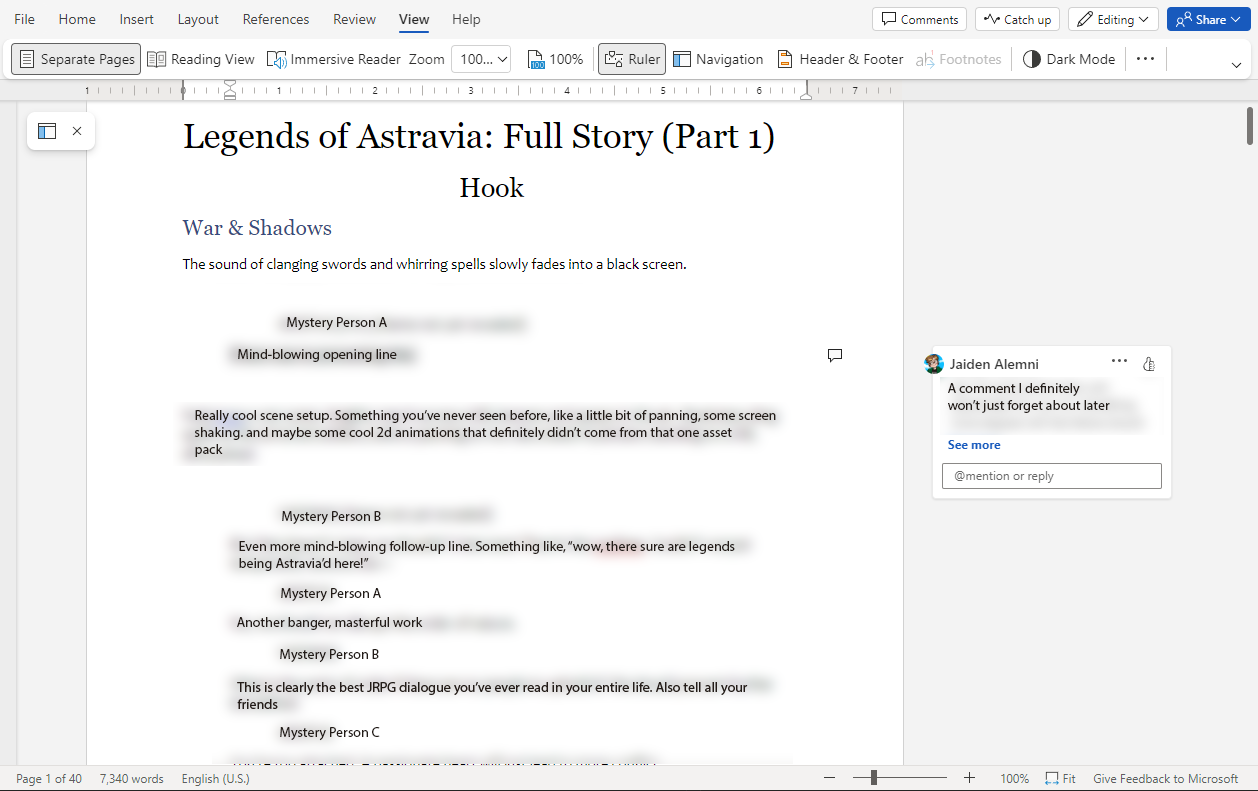 File Home Insert Layout References Review View Help Comments Catch up Editing Share
Separate Pages Reading View Immersive Reader Zoom 100... 100% Ruler Navigation Header & Footer Footnotes Dark Mode
1 1 2 3 4 5 6 7
Legends of Astravia: Full Story (Part 1)
Hook
War & Shadows
The sound of clanging swords and whirring spells slowly fades into a black screen.
Mystery Person A
Mind-blowing opening line
Jaiden Alemni
A comment I definitely
won't just forget about later
See more
@mention or reply
Really cool scene setup. Something you've never seen before, like a little bit of panning, some screen
shaking. and maybe some cool 2d animations that definitely didn't come from that one asset
pack
Mystery Person B
Even more mind-blowing follow-up line. Something like, "wow, there sure are legends
being Astravia'd here!"
Mystery Person A
Another banger, masterful work
Mystery Person B
This is clearly the best JRPG dialogue you've ever read in your entire life. Also tell all your
friends
Mystery Person C
Page 1 of 40 7,340 words English (U.S.) 100% Fit Give Feedback to Microsoft